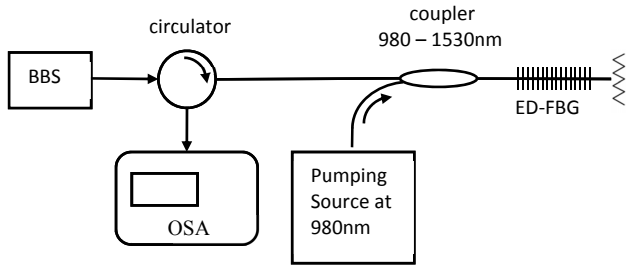 circulator
coupler
980 – 1530nm
BBS
ED-FBG
Pumping
Source at
980nm
OSA